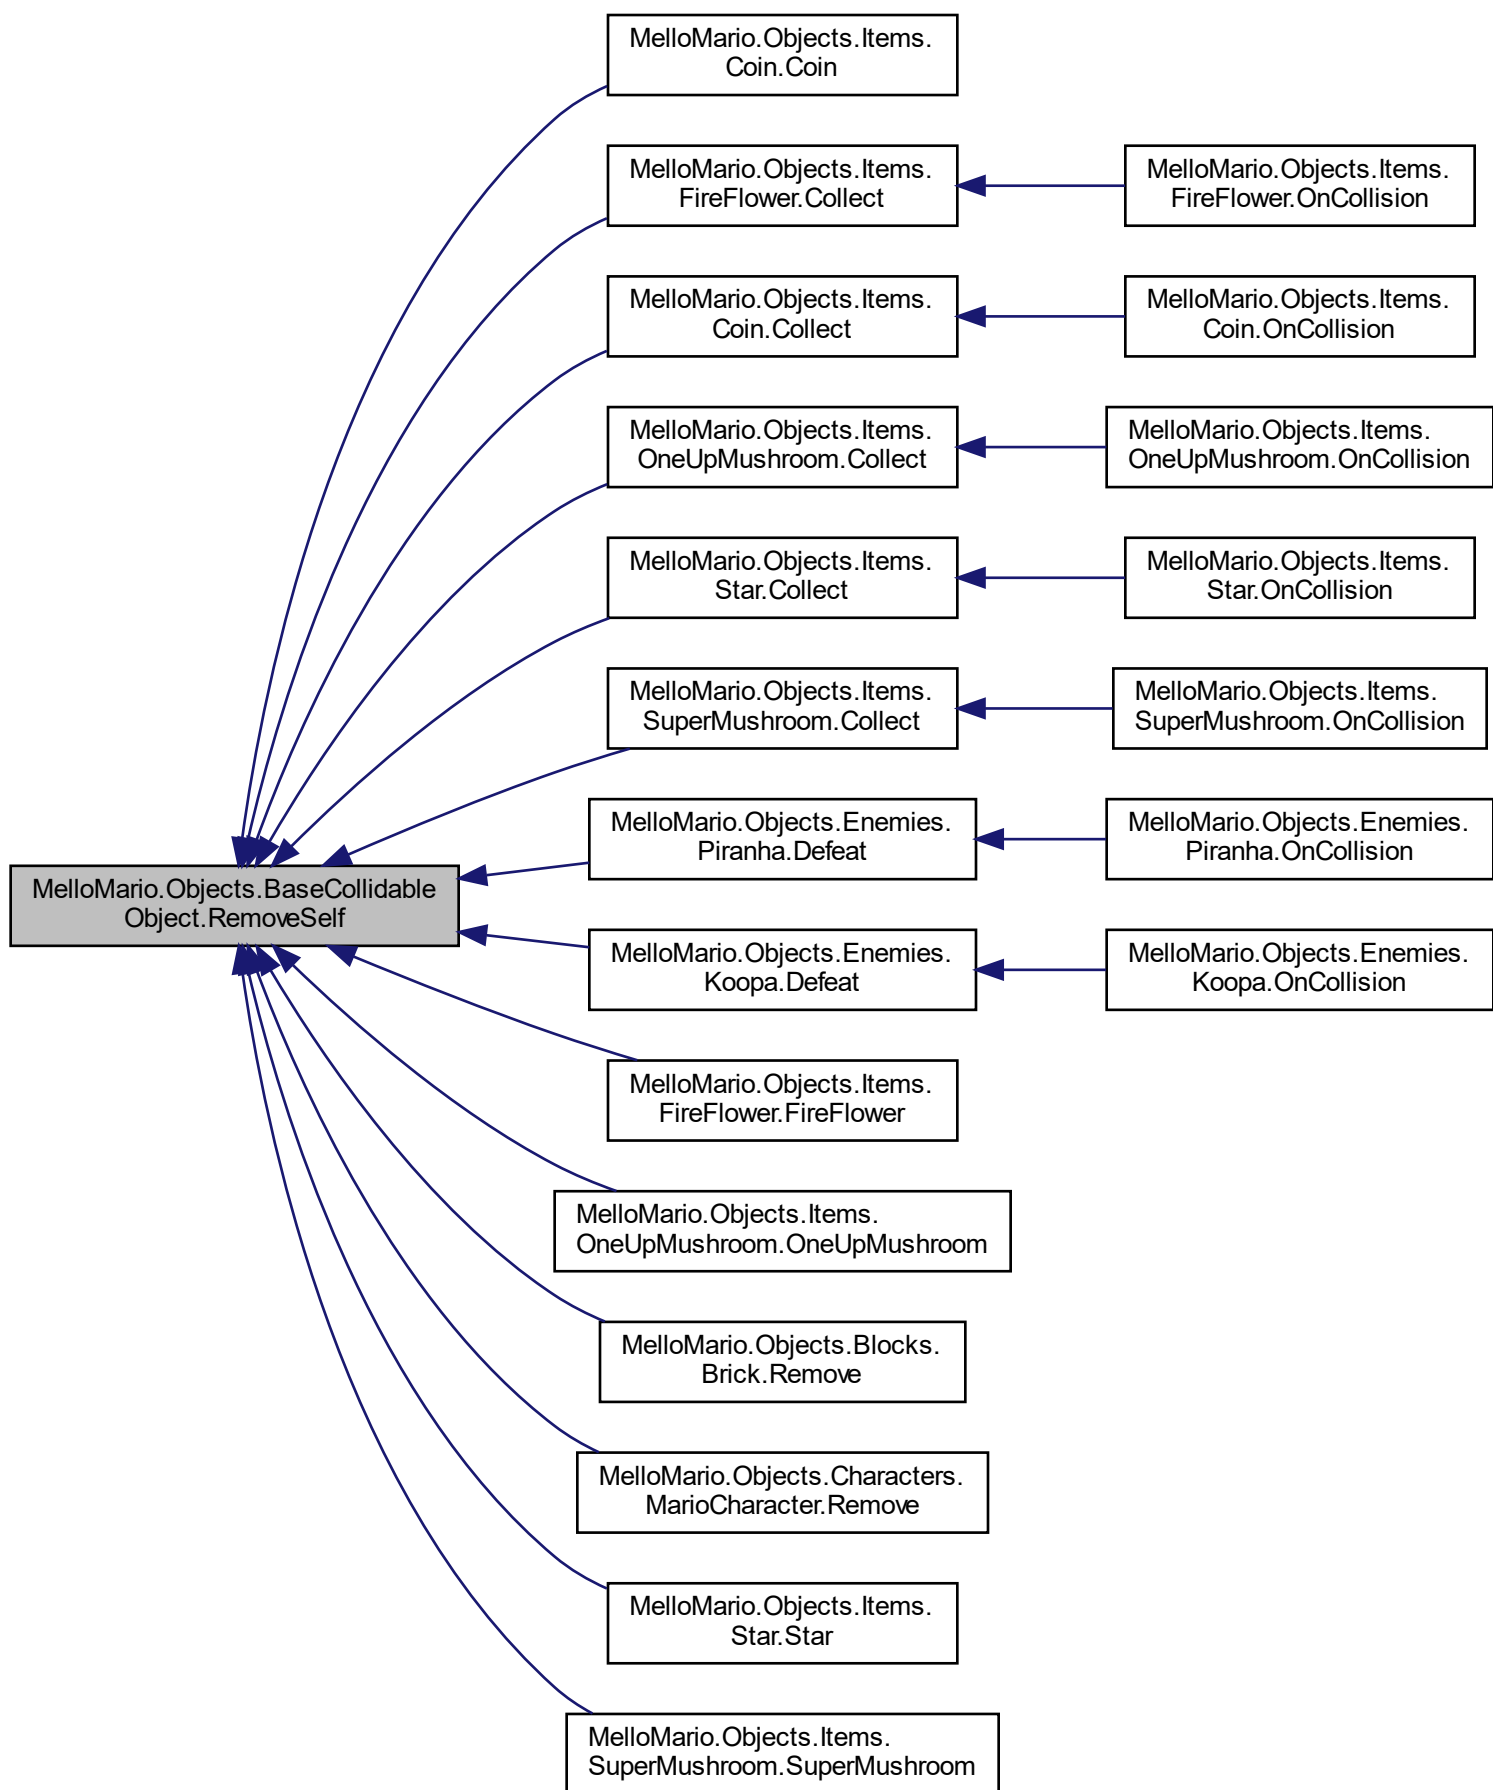 MelloMario.Objects.Items.
Coin.Coin
MelloMario.Objects.Items.
FireFlower.Collect
MelloMario.Objects.Items.
FireFlower.OnCollision
MelloMario.Objects.Items.
Coin.Collect
MelloMario.Objects.Items.
Coin.OnCollision
MelloMario.Objects.Items.
OneUpMushroom.Collect
MelloMario.Objects.Items.
OneUpMushroom.OnCollision
MelloMario.Objects.Items.
Star.Collect
MelloMario.Objects.Items.
Star.OnCollision
MelloMario.Objects.Items.
SuperMushroom.Collect
MelloMario.Objects.Items.
SuperMushroom.OnCollision
MelloMario.Objects.Enemies.
Piranha.Defeat
MelloMario.Objects.Enemies.
Piranha.OnCollision
MelloMario.Objects.BaseCollidable
Object.RemoveSelf
MelloMario.Objects.Enemies.
Koopa.Defeat
MelloMario.Objects.Enemies.
Koopa.OnCollision
MelloMario.Objects.Items.
FireFlower.FireFlower
MelloMario.Objects.Items.
OneUpMushroom.OneUpMushroom
MelloMario.Objects.Blocks.
Brick.Remove
MelloMario.Objects.Characters.
MarioCharacter.Remove
MelloMario.Objects.Items.
Star.Star
MelloMario.Objects.Items.
SuperMushroom.SuperMushroom